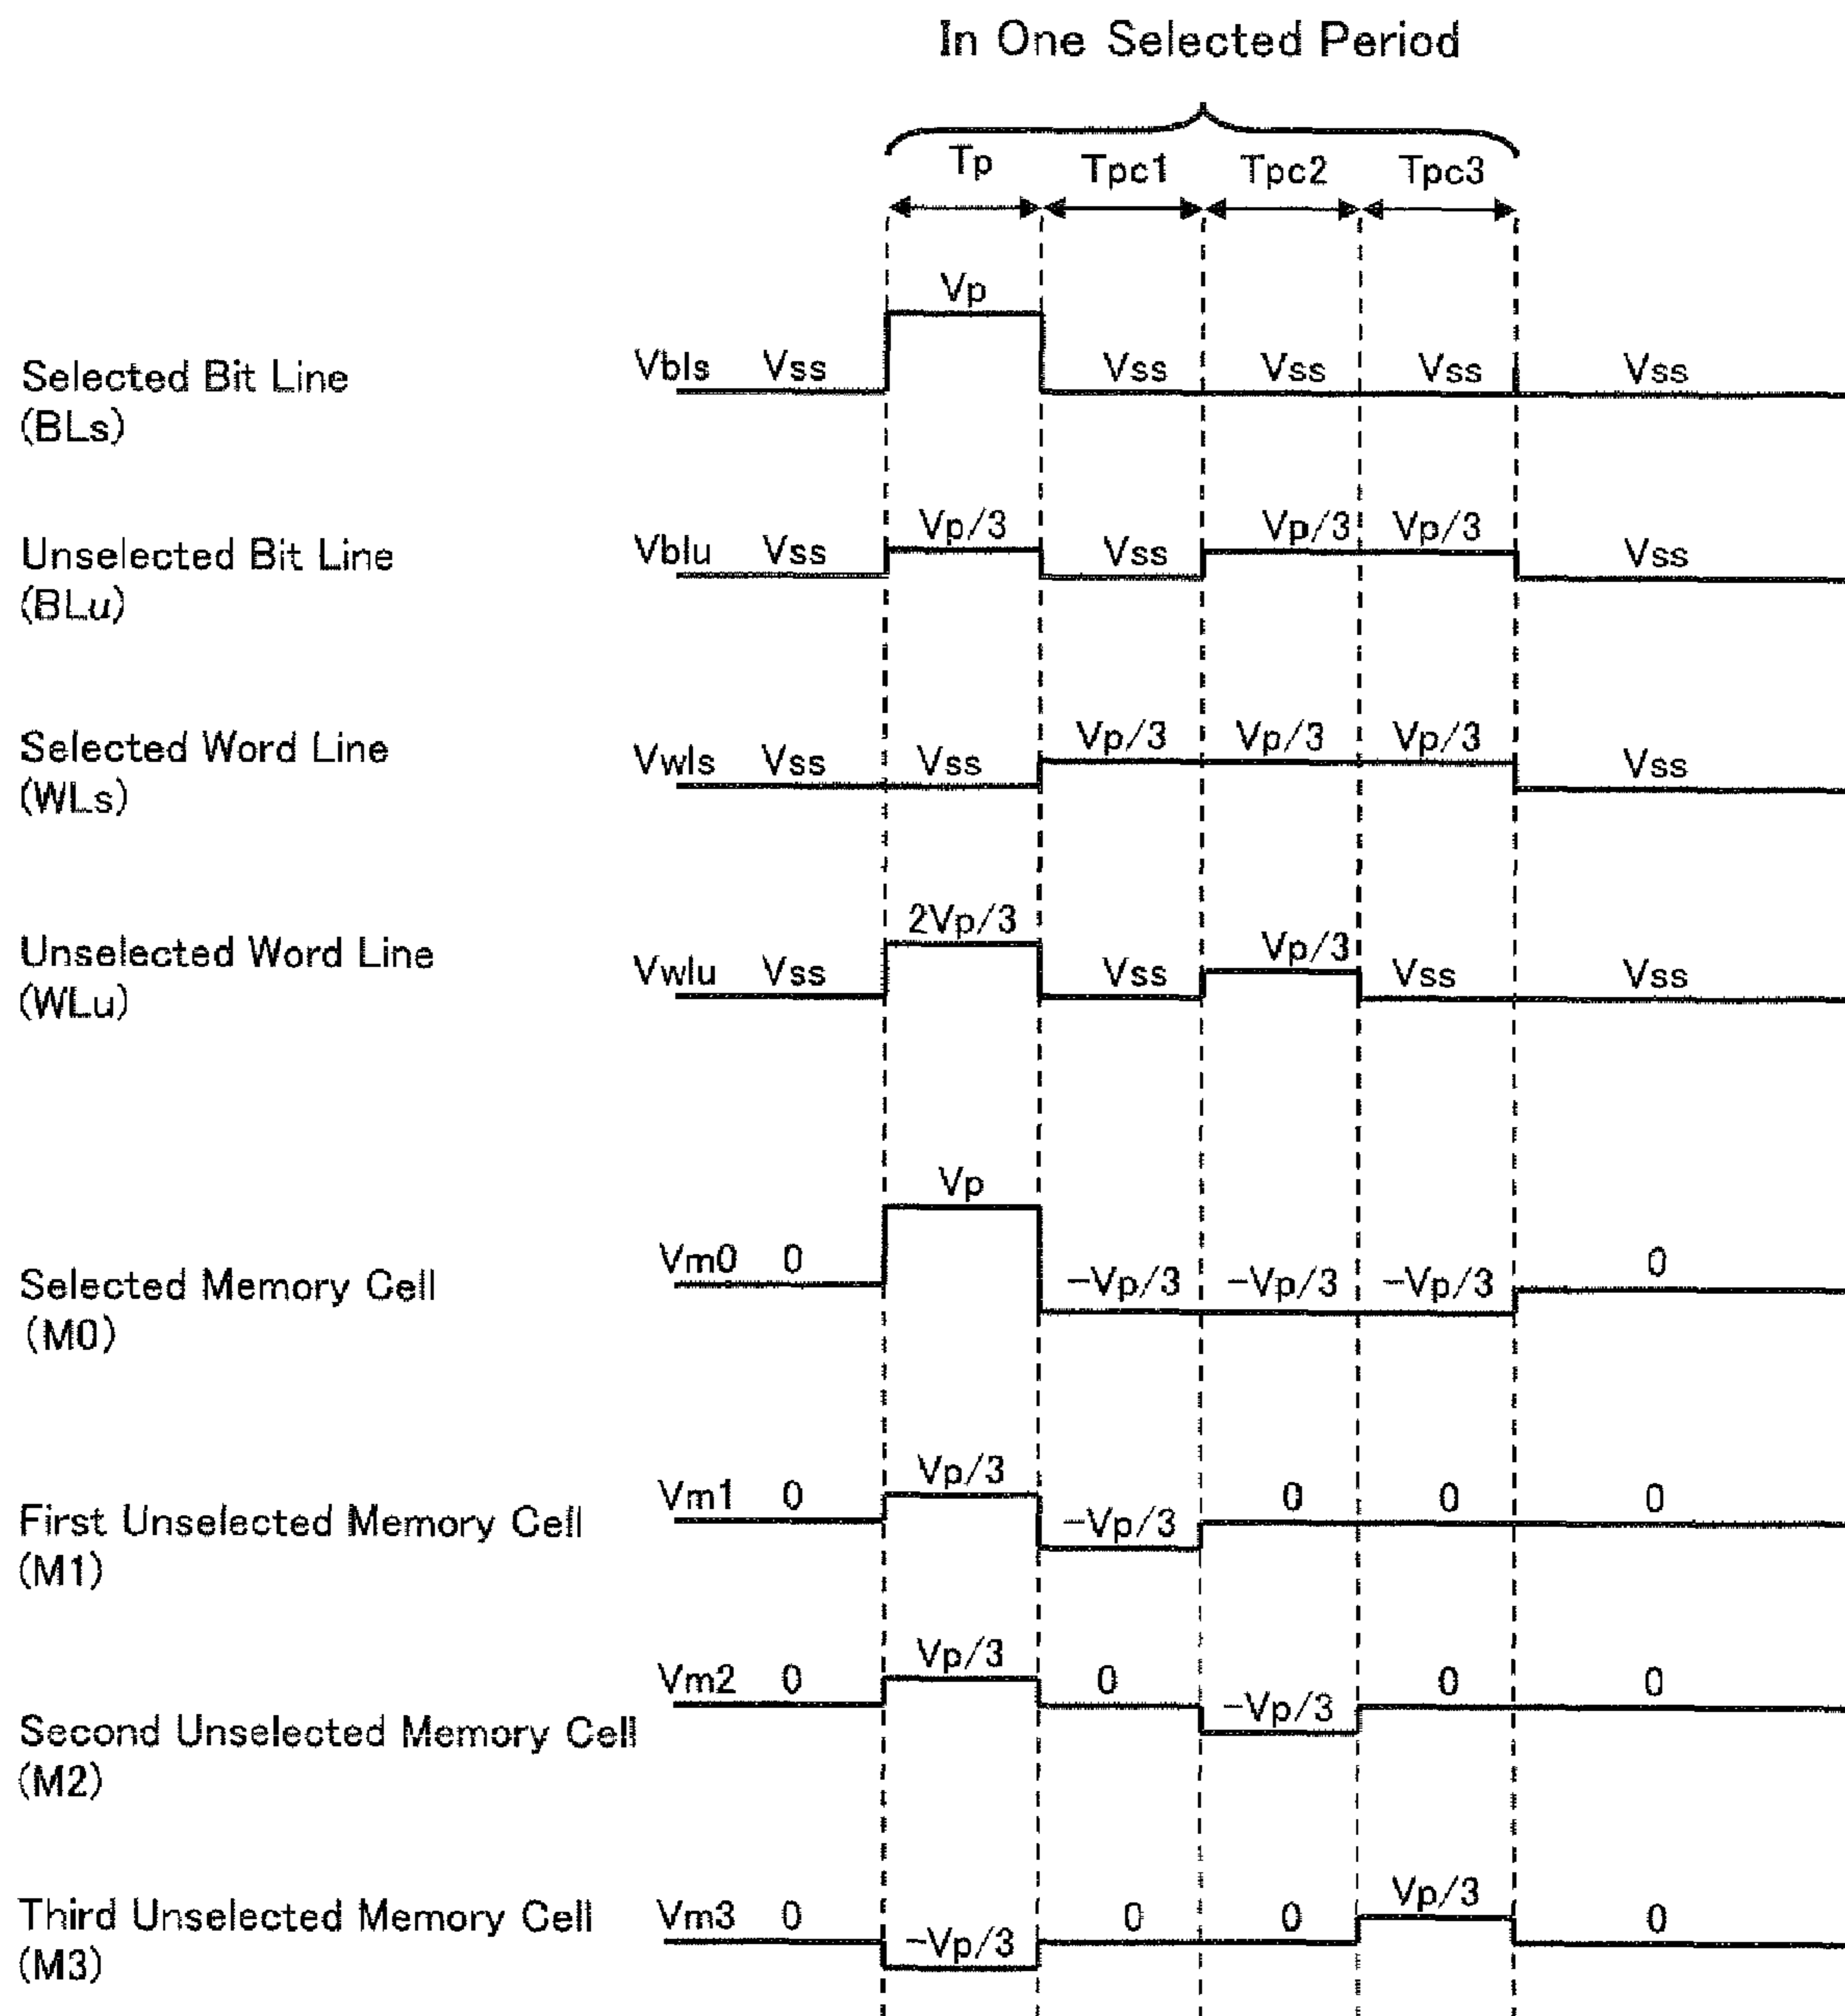 In One Selected Period
Tp Tpc1 Tpc2 Tpc3
Vp
Selected Bit Line Vbls Vss Vss Vss Vss Vss
(BLs)
Vp/3 Vp/3 Vp/3
Unselected Bit Line Vblu Vss Vss Vss
(BLu)
Vp/3 Vp/3 Vp/3
Selected Word Line Vwls Vss Vss Vss
(WLs)
2Vp/3 Vp/3
Unselected Word Line Vwlu Vss Vss Vss Vss
(WLu)
Vp
Selected Memory Cell Vm0 0 -Vp/3 -Vp/3 -Vp/3 0
(M0)
Vp/3
First Unselected Memory Cell Vm1 0 -Vp/3 0 0 0
(M1)
Vp/3
Second Unselected Memory Cell Vm2 0 0 -Vp/3 0 0
(M2)
Vp/3
Third Unselected Memory Cell Vm3 0 -Vp/3 0 0 0
(M3)